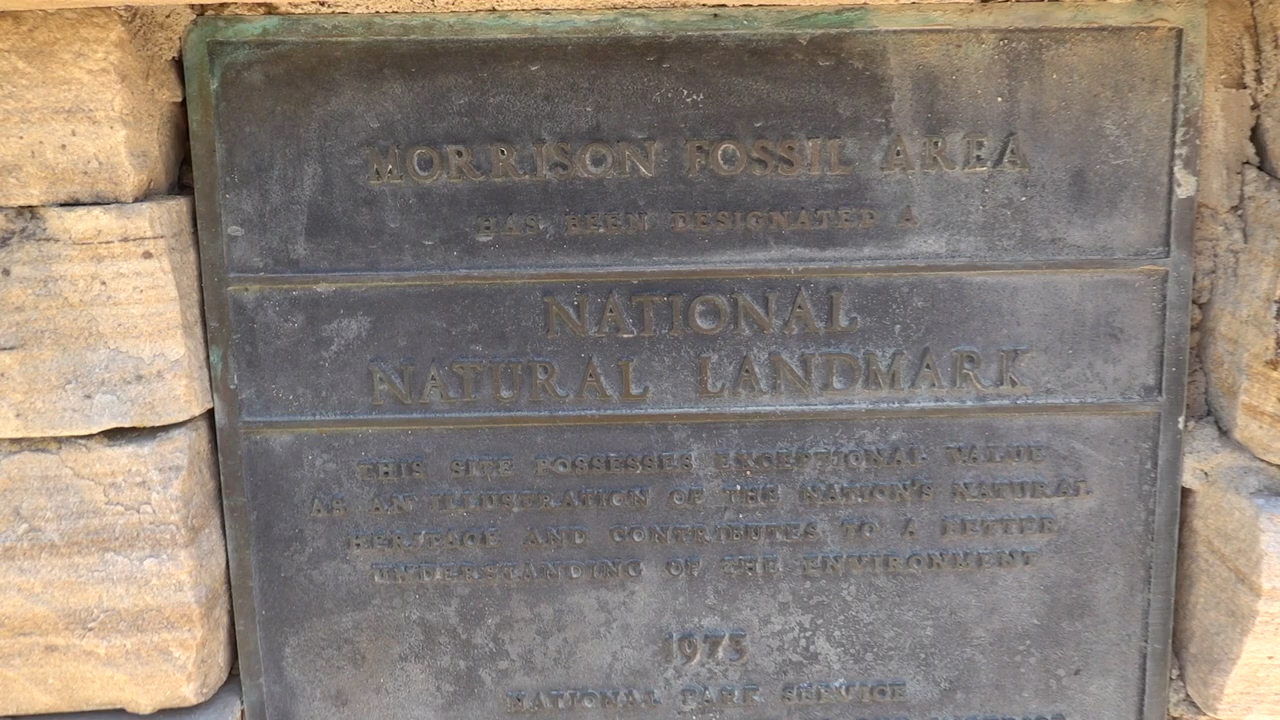 MORRISON FOSSIL AREA
HAS BEEN DESIGNATED A
NATIONAL
NATURAL LANDMARK
THIS SITE POSSESSES EXCEPTIONAL VALUE
AS AN ILLUSTRATION OF THE NATION'S NATURAL
HERITAGE AND CONTRIBUTES TO A BETTER
UNDERSTANDING OF THE ENVIRONMENT
1973
NATIONAL PARK SERVICE